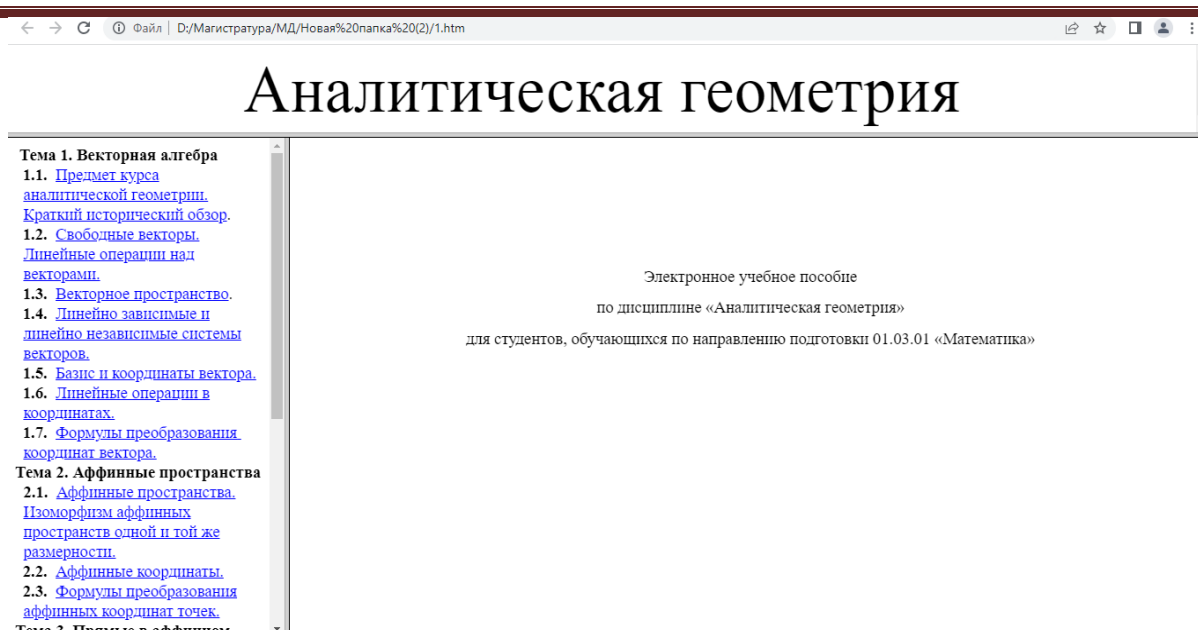 Файл | D:/Магистратура/МД/Новая%20папка%20(2)/1.htm
Аналитическая геометрия
Тема 1. Векторная алгебра
1.1. Предмет курса
аналитической геометрии.
Краткий исторический обзор.
1.2. Свободные векторы.
Линейные операции над
векторами.
1.3. Векторное пространство.
1.4. Линейно зависимые и
линейно независимые системы
векторов.
1.5. Базис и координаты вектора.
1.6. Линейные операции в
координатах.
1.7. Формулы преобразования
координат вектора.
Тема 2. Аффинные пространства
2.1. Аффинные пространства.
Изоморфизм аффинных
пространств одной и той же
размерности.
2.2. Аффинные координаты.
2.3. Формулы преобразования
аффинных координат точек.
Тема 3. Прямые в аффинном
Электронное учебное пособие
по дисциплине «Аналитическая геометрия»
для студентов, обучающихся по направлению подготовки 01.03.01 «Математика»